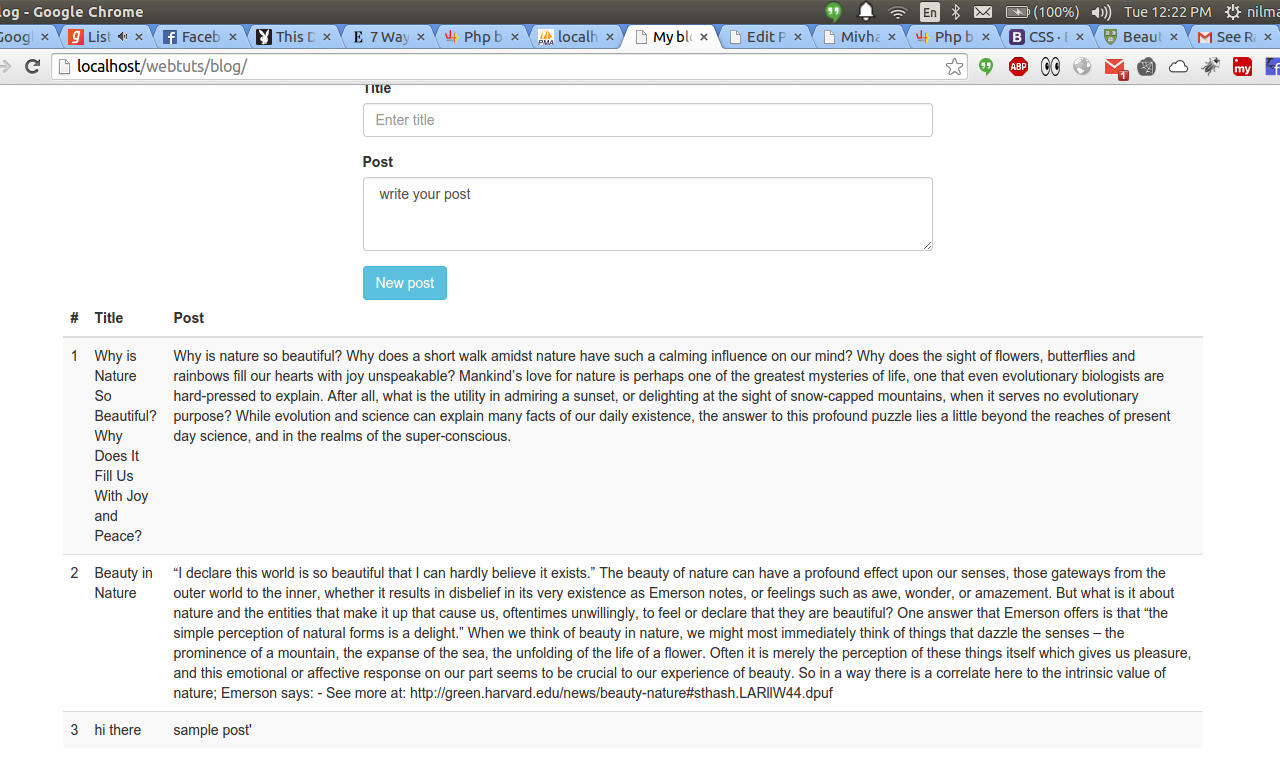 log - Google Chrome
En
(100%)
Tue 12:22 PM
nilma
Googl
List
Faceb
This D
7 Way
Php b
localh
My blo
Edit P
Mivha
Php b
CSS · B
Beaut
See Ra
localhost/webtuts/blog/
ABP
1
my
Title
Enter title
Post
write your post
New post
# Title Post
1 Why is Nature So Beautiful? Why Does It Fill Us With Joy and Peace?
Why is nature so beautiful? Why does a short walk amidst nature have such a calming influence on our mind? Why does the sight of flowers, butterflies and
rainbows fill our hearts with joy unspeakable? Mankind's love for nature is perhaps one of the greatest mysteries of life, one that even evolutionary biologists are
hard-pressed to explain. After all, what is the utility in admiring a sunset, or delighting at the sight of snow-capped mountains, when it serves no evolutionary
purpose? While evolution and science can explain many facts of our daily existence, the answer to this profound puzzle lies a little beyond the reaches of present
day science, and in the realms of the super-conscious.
2 Beauty in Nature
“I declare this world is so beautiful that I can hardly believe it exists.” The beauty of nature can have a profound effect upon our senses, those gateways from the
outer world to the inner, whether it results in disbelief in its very existence as Emerson notes, or feelings such as awe, wonder, or amazement. But what is it about
nature and the entities that make it up that cause us, oftentimes unwillingly, to feel or declare that they are beautiful? One answer that Emerson offers is that “the
simple perception of natural forms is a delight.” When we think of beauty in nature, we might most immediately think of things that dazzle the senses – the
prominence of a mountain, the expanse of the sea, the unfolding of the life of a flower. Often it is merely the perception of these things itself which gives us pleasure,
and this emotional or affective response on our part seems to be crucial to our experience of beauty. So in a way there is a correlate here to the intrinsic value of
nature; Emerson says: - See more at: http://green.harvard.edu/news/beauty-nature#sthash.LARllW44.dpuf
3 hi there sample post'